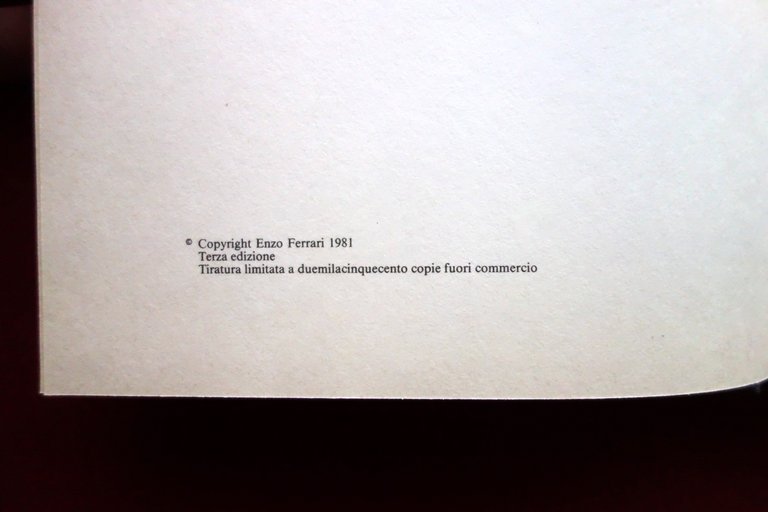 © Copyright Enzo Ferrari 1981
Terza edizione
Tiratura limitata a duemilacinquecento copie fuori commercio